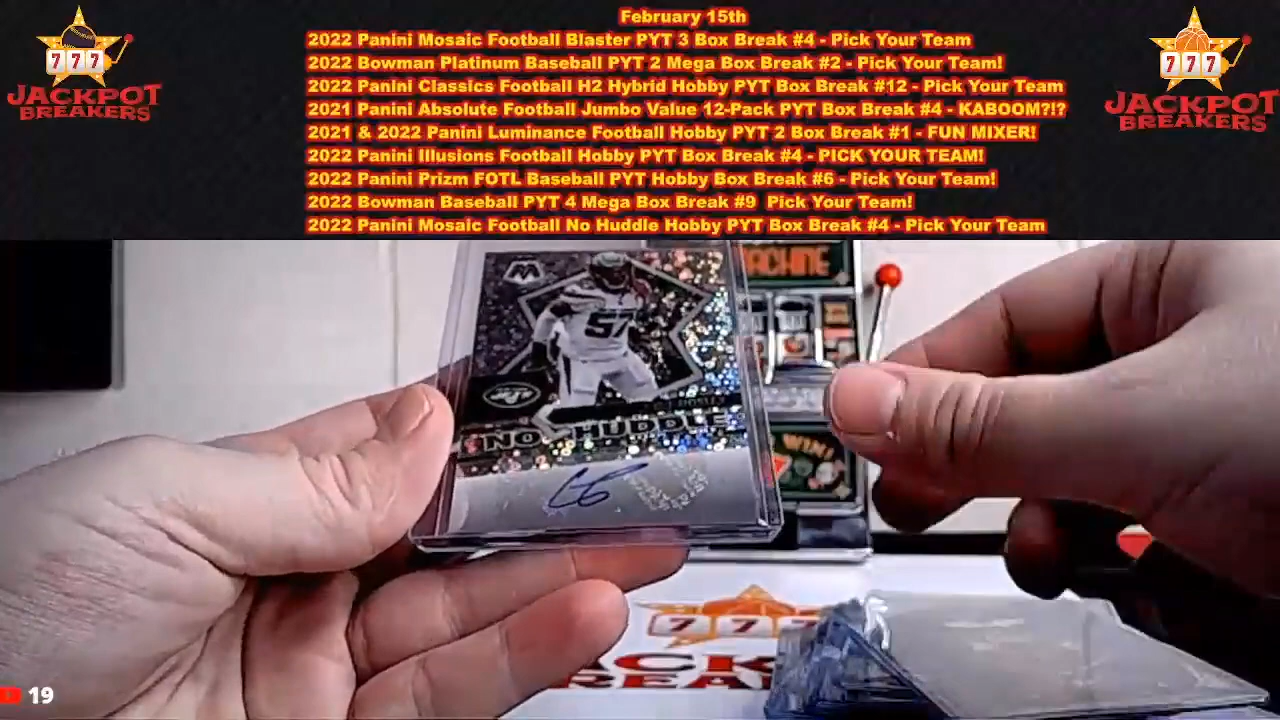 February 15th
2022 Panini Mosaic Football Blaster PYT 3 Box Break #4 - Pick Your Team
2022 Bowman Platinum Baseball PYT 2 Mega Box Break #2 - Pick Your Team!
2022 Panini Classics Football H2 Hybrid Hobby PYT Box Break #12 - Pick Your Team
2021 Panini Absolute Football Jumbo Value 12-Pack PYT Box Break #4 - KABOOM?!?
2021 & 2022 Panini Luminance Football Hobby PYT 2 Box Break #1 - FUN MIXER!
2022 Panini Illusions Football Hobby PYT Box Break #4 - PICK YOUR TEAM!
2022 Panini Prizm FOTL Baseball PYT Hobby Box Break #6 - Pick Your Team!
2022 Bowman Baseball PYT 4 Mega Box Break #9  Pick Your Team!
2022 Panini Mosaic Football No Huddle Hobby PYT Box Break #4 - Pick Your Team
777
JACKPOT
BREAKERS
777
JACKPOT
BREAKERS
MACHINE
57
MOSLEY
NO HUDDLE
WIN!
777
19